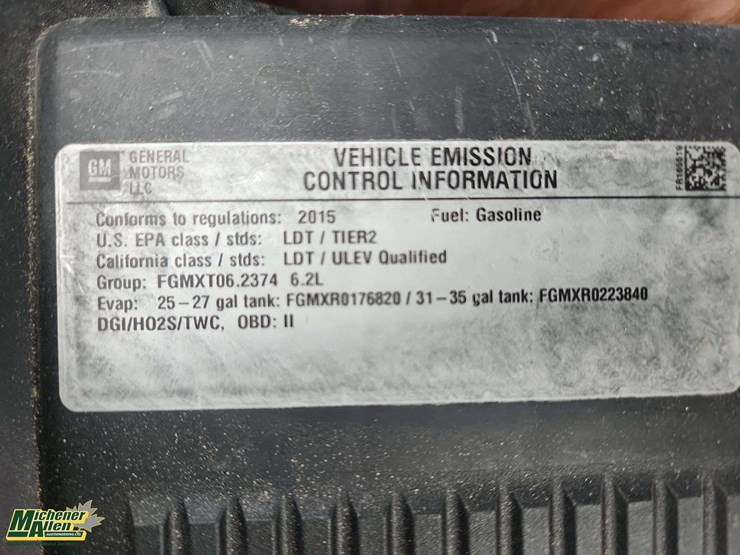 GM GENERAL MOTORS LLC
VEHICLE EMISSION
CONTROL INFORMATION
Conforms to regulations: 2015 Fuel: Gasoline
U.S. EPA class / stds: LDT / TIER2
California class / stds: LDT / ULEV Qualified
Group: FGMXT06.2374 6.2L
Evap: 25-27 gal tank: FGMXR0176820 / 31-35 gal tank: FGMXR0223840
DGI/HO2S/TWC, OBD: II
Michener
Allen
AUCTIONEERING LTD